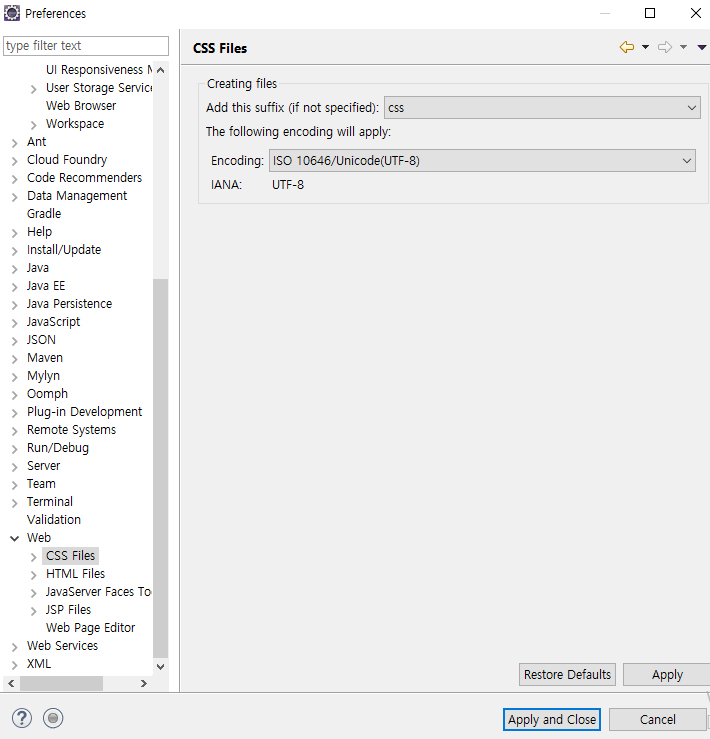 Preferences
type filter text
UI Responsiveness M
User Storage Service
Web Browser
Workspace
Ant
Cloud Foundry
Code Recommenders
Data Management
Gradle
Help
Install/Update
Java
Java EE
Java Persistence
JavaScript
JSON
Maven
Mylyn
Oomph
Plug-in Development
Remote Systems
Run/Debug
Server
Team
Terminal
Validation
Web
CSS Files
HTML Files
JavaServer Faces To
JSP Files
Web Page Editor
Web Services
XML
CSS Files
Creating files
Add this suffix (if not specified): css
The following encoding will apply:
Encoding: ISO 10646/Unicode(UTF-8)
IANA: UTF-8
Restore Defaults Apply
? Apply and Close Cancel